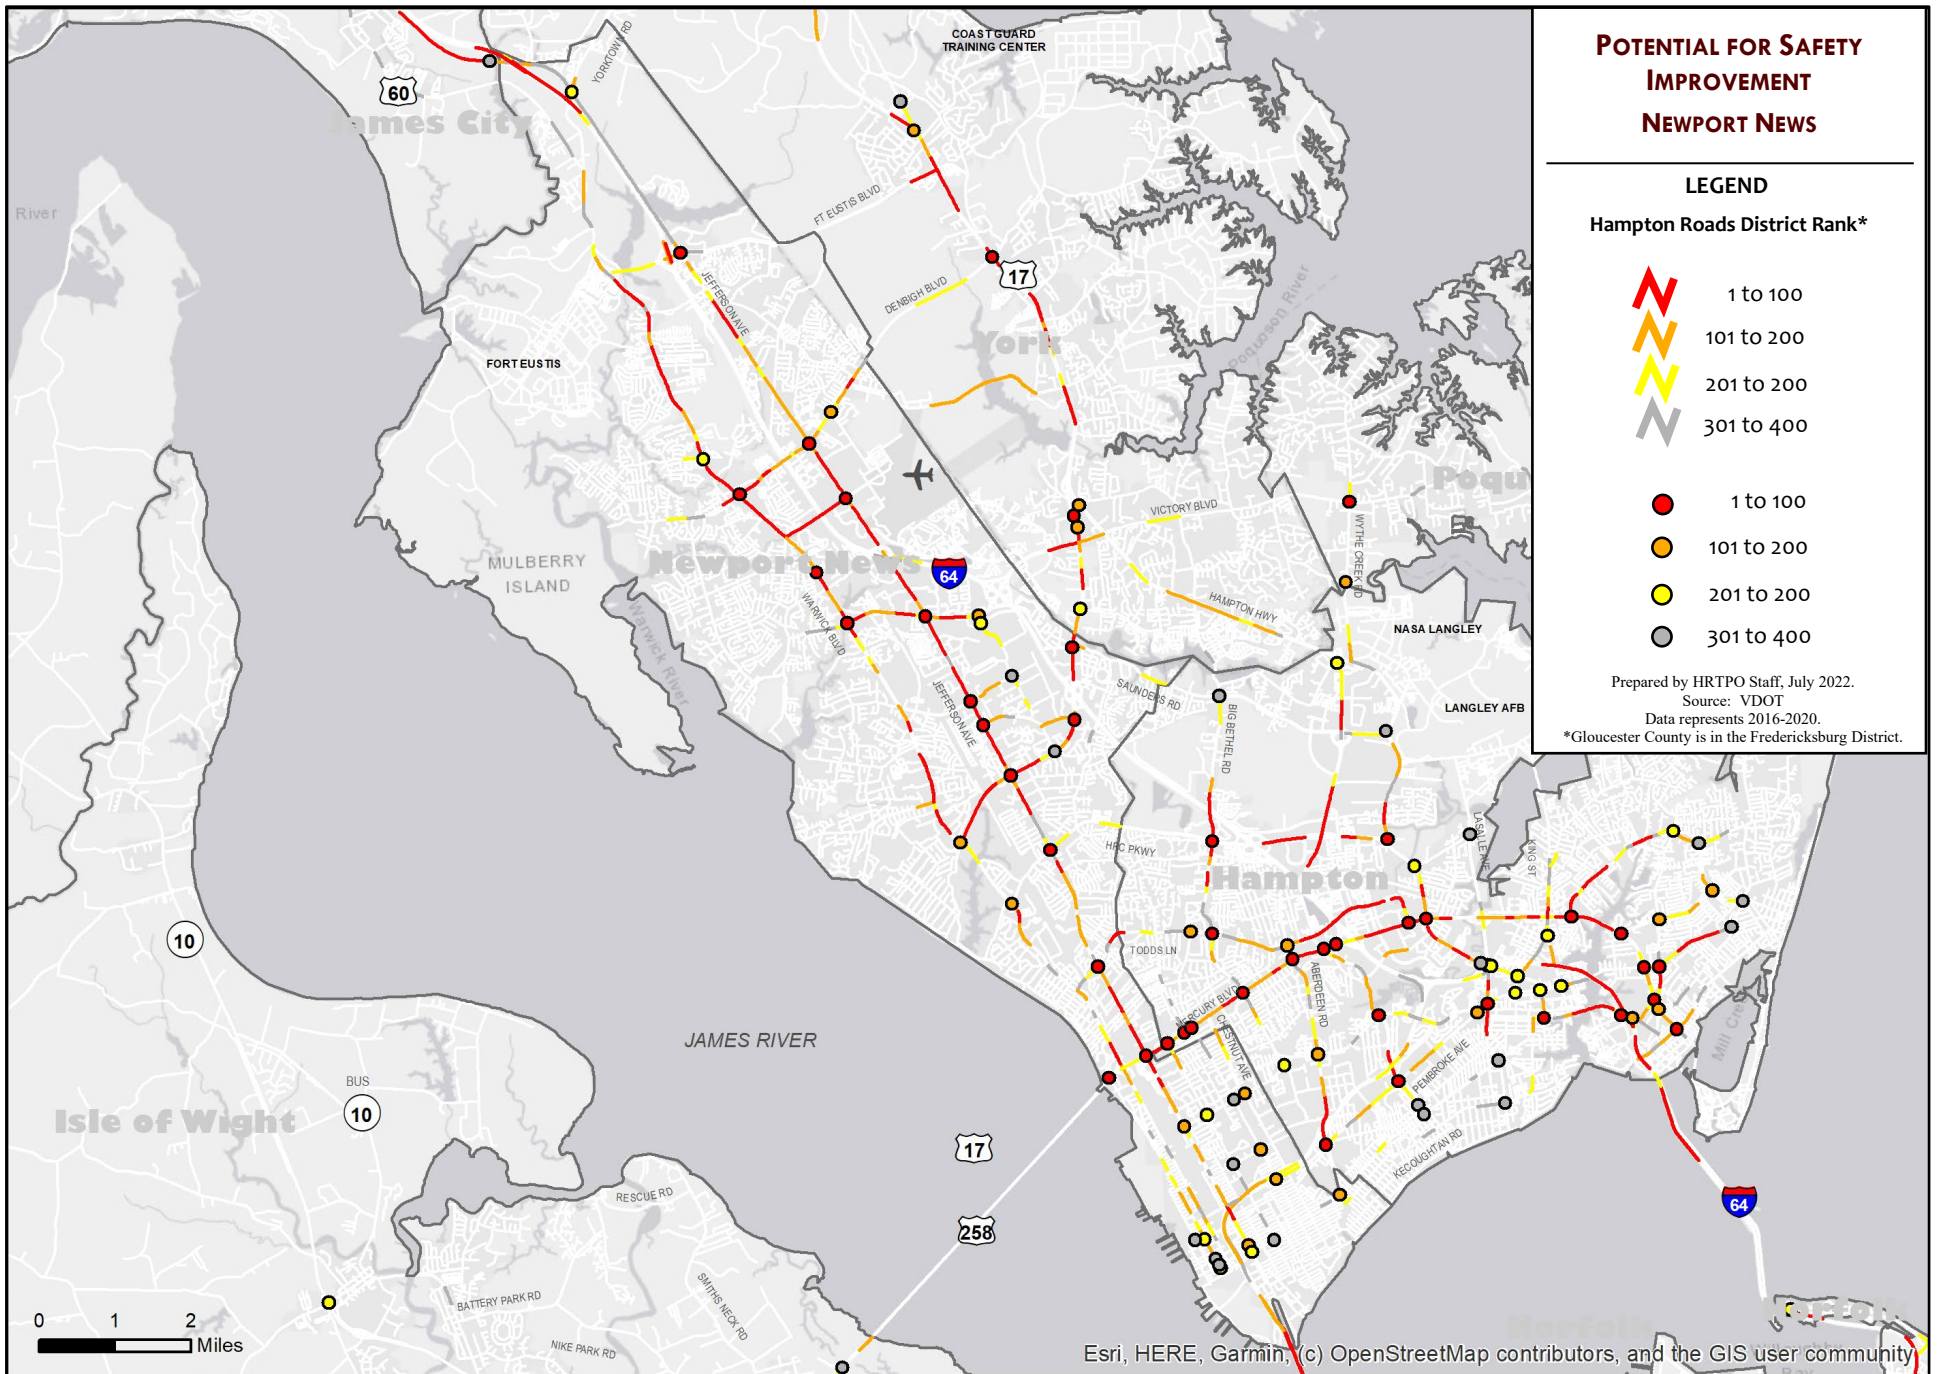 POTENTIAL FOR SAFETY
IMPROVEMENT
NEWPORT NEWS
LEGEND
Hampton Roads District Rank*
1 to 100
101 to 200
201 to 200
301 to 400
1 to 100
101 to 200
201 to 200
301 to 400
Prepared by HRTPO Staff, July 2022.
Source: VDOT
Data represents 2016-2020.
*Gloucester County is in the Fredericksburg District.
COAST GUARD
TRAINING CENTER
YORKTOWN RD
60
James City
River
FT EUSTIS BLVD
17
DENBIGH BLVD
JEFFERSON AVE
York
Poquoson River
FORT EUSTIS
Poqu
VICTORY BLVD
WYTHE CREEK RD
MULBERRY
ISLAND
Newport News
64
HAMPTON HWY
WARWICK BLVD
Warwick River
NASA LANGLEY
SAUNDERS RD
JEFFERSON AVE
BIG BETHEL RD
LANGLEY AFB
LASALLE AVE
KING ST
HRC PKWY
Hampton
10
TODDS LN
ABERDEEN RD
MERCURY BLVD
CHESTNUT AVE
JAMES RIVER
Mill Creek
PEMBROKE AVE
BUS
10
Isle of Wight
17
KECOUGHTAN RD
RESCUE RD
64
258
SMITHS NECK RD
BATTERY PARK RD
NIKE PARK RD
Norfolk
Norfolk
Willoughby
Bay
0 1 2
Miles
Esri, HERE, Garmin, (c) OpenStreetMap contributors, and the GIS user community